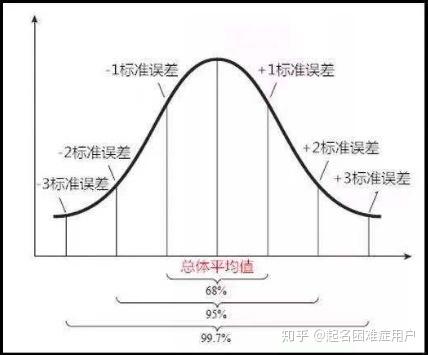 -1标准误差
+1标准误差
-2标准误差
+2标准误差
-3标准误差
+3标准误差
总体平均值
68%
95%
99.7%
知乎 @起名困难症用户